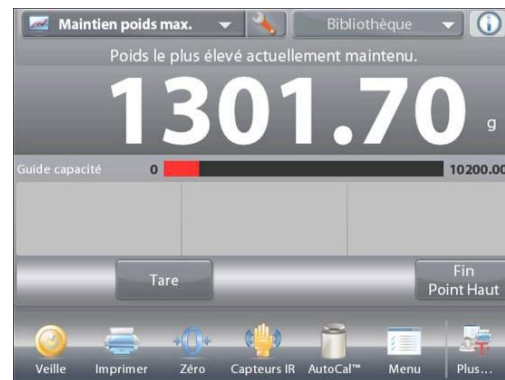 Maintien poids max. Bibliothèque i
Poids le plus élevé actuellement maintenu.
1301.70 g
Guide capacité 0 10200.00
Tare Fin
Point Haut
Veille Imprimer Zéro Capteurs IR AutoCal™ Menu Plus...